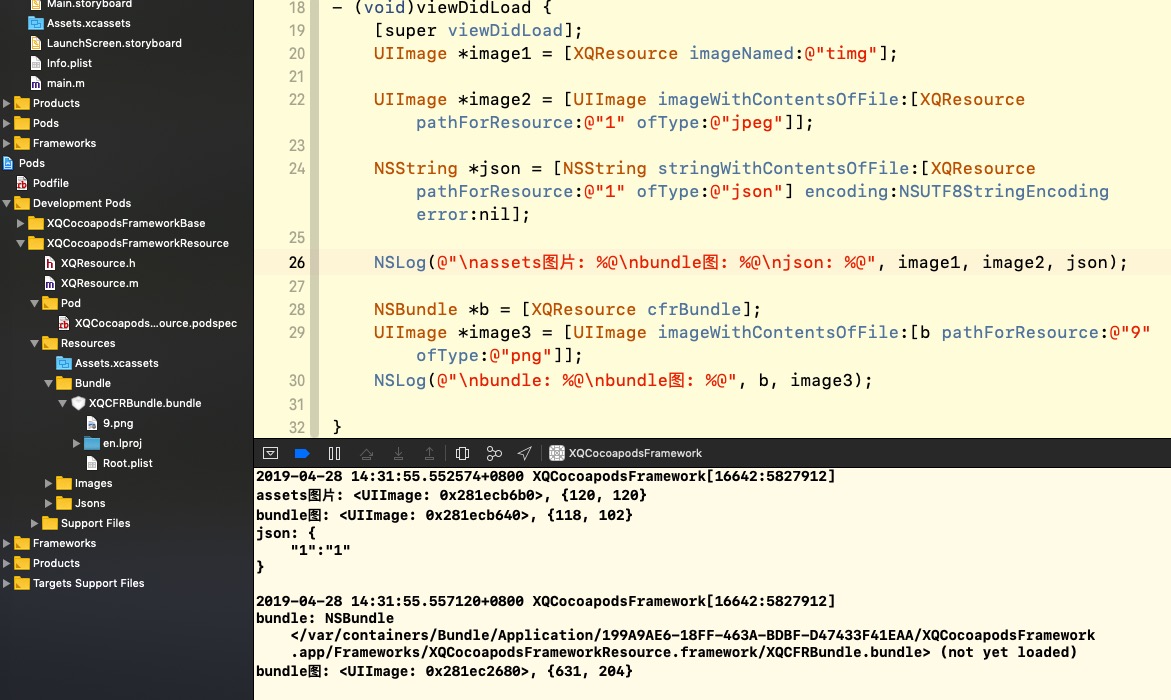 Main.storyboard
Assets.xcassets
LaunchScreen.storyboard
Info.plist
main.m
Products
Pods
Frameworks
Pods
Podfile
Development Pods
XQCocoapodsFrameworkBase
XQCocoapodsFrameworkResource
XQResource.h
XQResource.m
Pod
XQCocoapods...ource.podspec
Resources
Assets.xcassets
Bundle
XQCFRBundle.bundle
9.png
en.lproj
Root.plist
Images
Jsons
Support Files
Frameworks
Products
Targets Support Files
18 - (void)viewDidLoad {
19 [super viewDidLoad];
20 UIImage *image1 = [XQResource imageNamed:@"timg"];
21
22 UIImage *image2 = [UIImage imageWithContentsOfFile:[XQResource
pathForResource:@"1" ofType:@"jpeg"]];
23
24 NSString *json = [NSString stringWithContentsOfFile:[XQResource
pathForResource:@"1" ofType:@"json"] encoding:NSUTF8StringEncoding
error:nil];
25
26 NSLog(@"\nassets图片: %@\nbundle图: %@\njson: %@", image1, image2, json);
27
28 NSBundle *b = [XQResource cfrBundle];
29 UIImage *image3 = [UIImage imageWithContentsOfFile:[b pathForResource:@"9"
ofType:@"png"]];
30 NSLog(@"\nbundle: %@\nbundle图: %@", b, image3);
31
32 }
XQCocoapodsFramework
2019-04-28 14:31:55.552574+0800 XQCocoapodsFramework[16642:5827912]
assets图片: <UIImage: 0x281ecb6b0>, {120, 120}
bundle图: <UIImage: 0x281ecb640>, {118, 102}
json: {
"1":"1"
}
2019-04-28 14:31:55.557120+0800 XQCocoapodsFramework[16642:5827912]
bundle: NSBundle
</var/containers/Bundle/Application/199A9AE6-18FF-463A-BDBF-D47433F41EAA/XQCocoapodsFramework
.app/Frameworks/XQCocoapodsFrameworkResource.framework/XQCFRBundle.bundle> (not yet loaded)
bundle图: <UIImage: 0x281ec2680>, {631, 204}